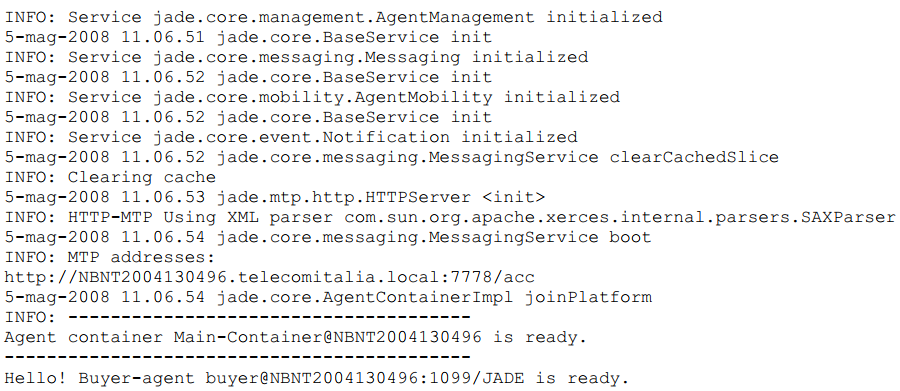 INFO: Service jade.core.management.AgentManagement initialized
5-mag-2008 11.06.51 jade.core.BaseService init
INFO: Service jade.core.messaging.Messaging initialized
5-mag-2008 11.06.52 jade.core.BaseService init
INFO: Service jade.core.mobility.AgentMobility initialized
5-mag-2008 11.06.52 jade.core.BaseService init
INFO: Service jade.core.event.Notification initialized
5-mag-2008 11.06.52 jade.core.messaging.MessagingService clearCachedSlice
INFO: Clearing cache
5-mag-2008 11.06.53 jade.mtp.http.HTTPServer <init>
INFO: HTTP-MTP Using XML parser com.sun.org.apache.xerces.internal.parsers.SAXParser
5-mag-2008 11.06.54 jade.core.messaging.MessagingService boot
INFO: MTP addresses:
http://NBNT2004130496.telecomitalia.local:7778/acc
5-mag-2008 11.06.54 jade.core.AgentContainerImpl joinPlatform
INFO: --------------------------------------
Agent container Main-Container@NBNT2004130496 is ready.
--------------------------------------------
Hello! Buyer-agent buyer@NBNT2004130496:1099/JADE is ready.